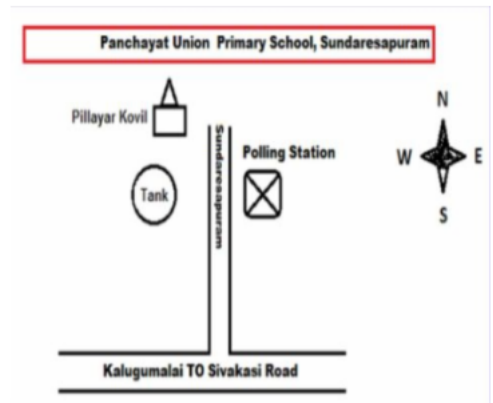 Panchayat Union Primary School, Sundaresapuram
Pillayar Kovil
Sundaresapuram
Polling Station
N
W
E
S
Tank
Kalugumalai TO Sivakasi Road